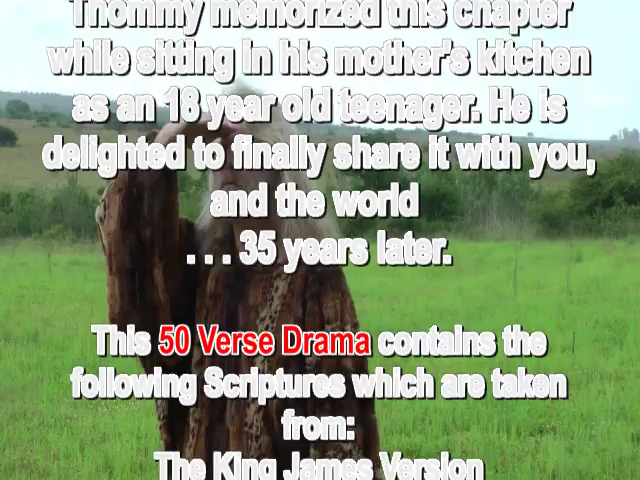 Thommy memorized this chapter
while sitting in his mother's kitchen
as an 18 year old teenager. He is
delighted to finally share it with you,
and the world
. . . 35 years later.
This 50 Verse Drama contains the
following Scriptures which are taken
from:
The King James Version